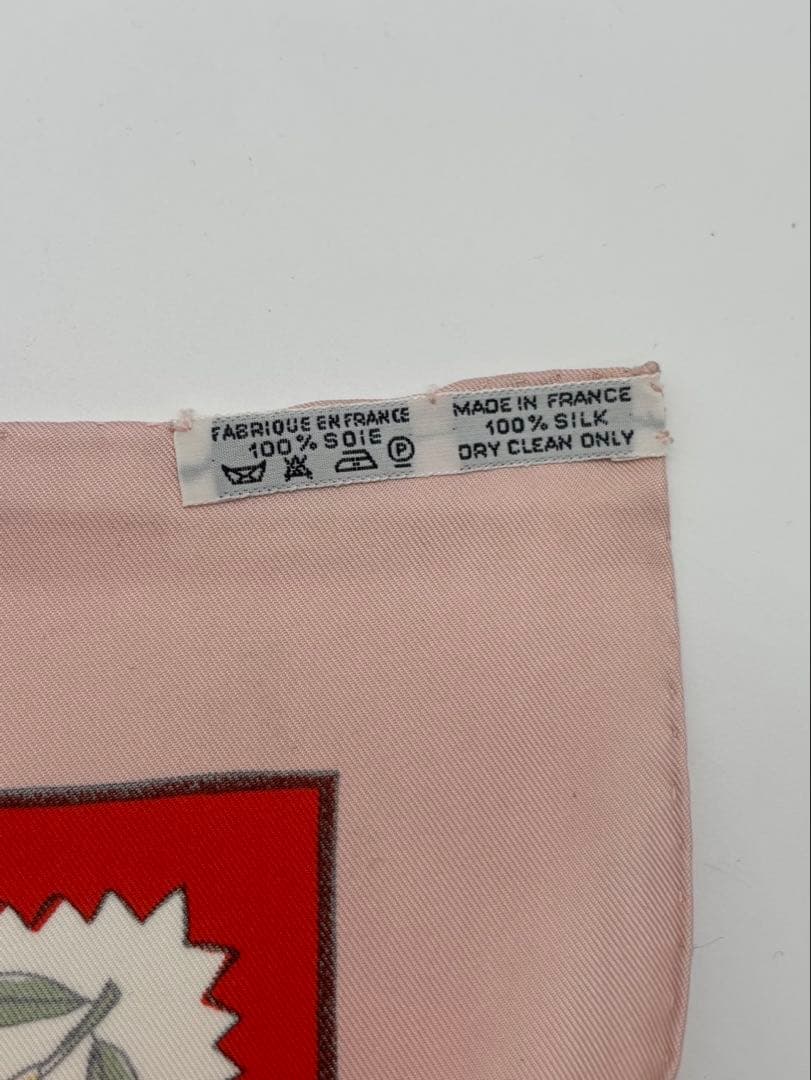 FABRIQUE EN FRANCE
100% SOIE
P
MADE IN FRANCE
100% SILK
DRY CLEAN ONLY